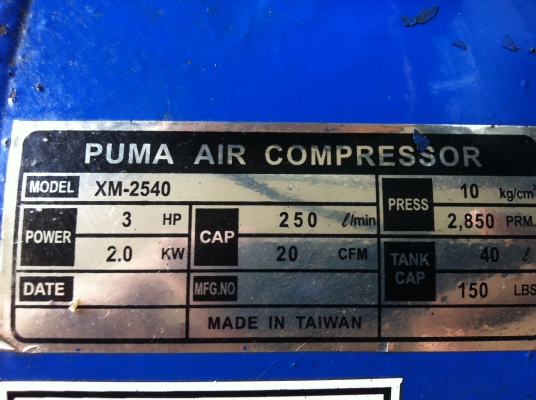 PUMA AIR COMPRESSOR
MODEL XM-2540 PRESS 10 kg/cm²
POWER 3 HP CAP 250 ℓ/min 2,850 PRM.
2.0 KW 20 CFM TANK CAP 40 ℓ
DATE MFG.NO 150 LBS
MADE IN TAIWAN